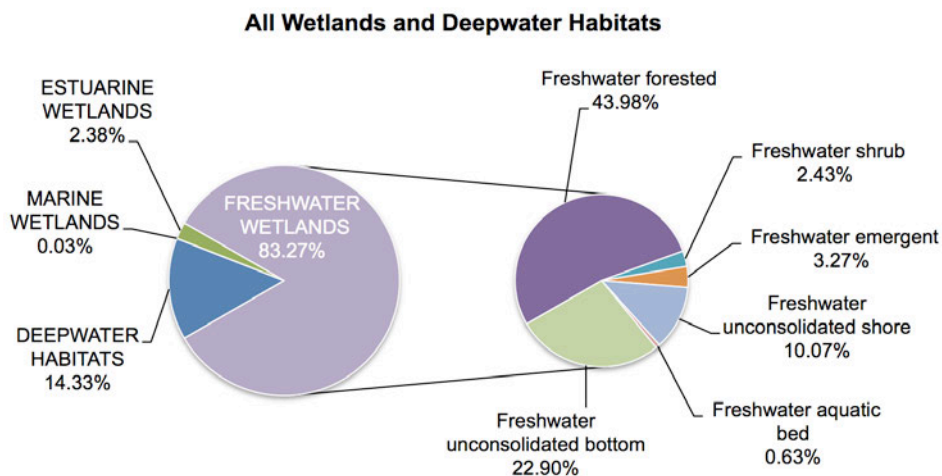 All Wetlands and Deepwater Habitats
ESTUARINE
WETLANDS
2.38%
MARINE
WETLANDS
0.03%
DEEPWATER
HABITATS
14.33%
FRESHWATER
WETLANDS
83.27%
Freshwater forested
43.98%
Freshwater shrub
2.43%
Freshwater emergent
3.27%
Freshwater
unconsolidated shore
10.07%
Freshwater aquatic
bed
0.63%
Freshwater
unconsolidated bottom
22.90%